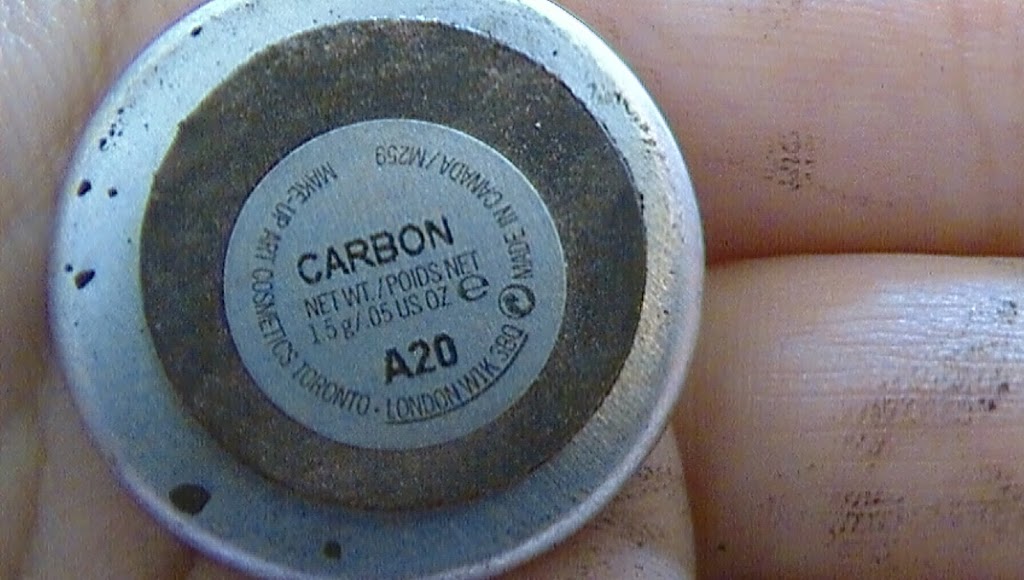 CARBON
NET WT./POIDS NET
1.5 g/.05 US OZ e
A20
MAKE-UP ART COSMETICS TORONTO · LONDON W1K 3BQ
MADE IN CANADA/M259